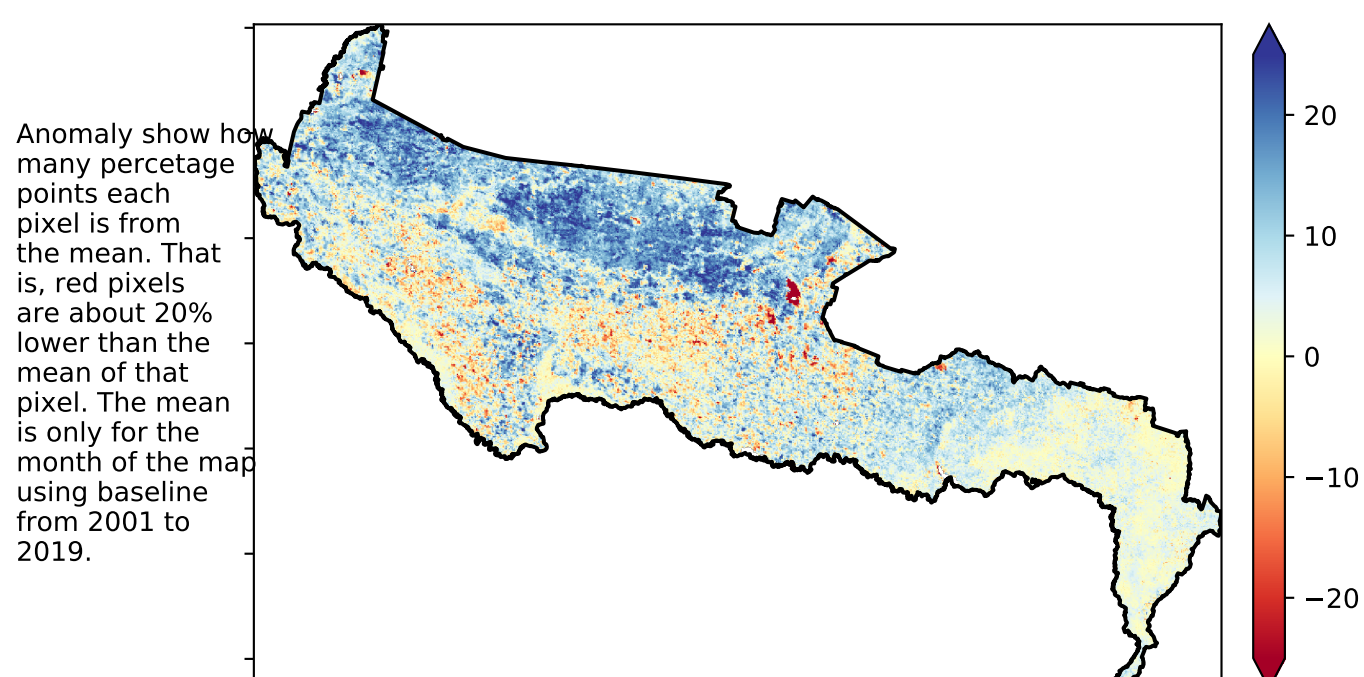 Anomaly show how
many percetage
points each
pixel is from
the mean. That
is, red pixels
are about 20%
lower than the
mean of that
pixel. The mean
is only for the
month of the map
using baseline
from 2001 to
2019.
20
10
0
−10
−20